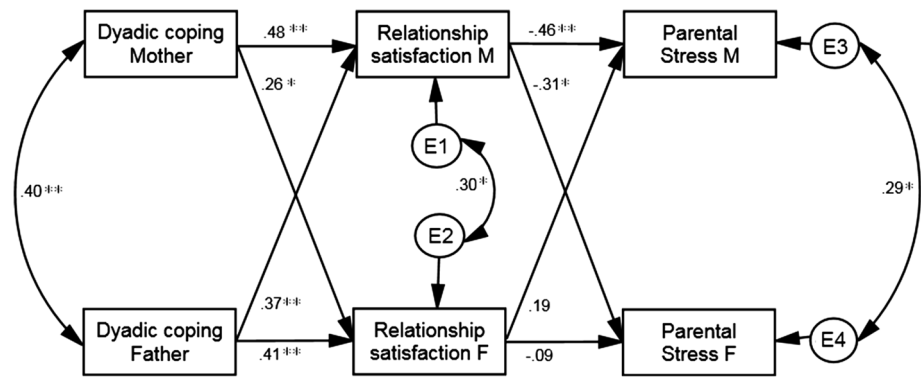 Dyadic coping
Mother
.48**
.26*
Relationship
satisfaction M
-.46**
-.31*
Parental
Stress M
E3
E1
.40**
.30*
.29*
E2
Dyadic coping
Father
.37**
.41**
Relationship
satisfaction F
.19
-.09
Parental
Stress F
E4